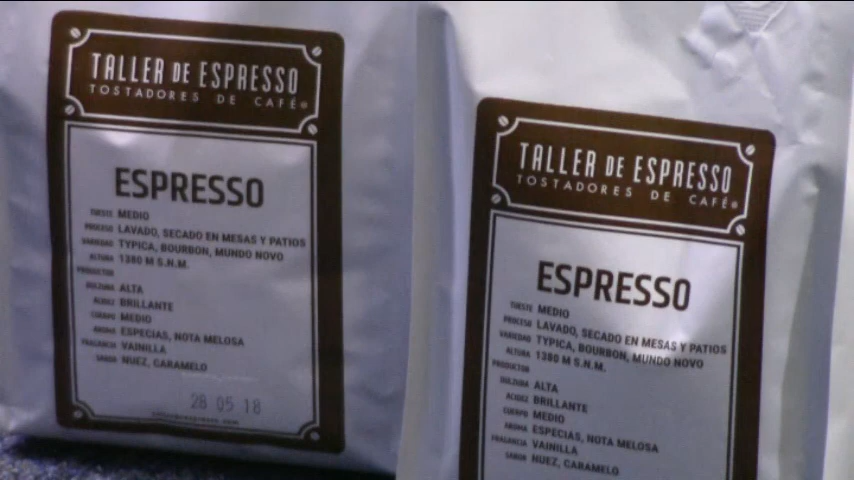 TALLER DE ESPRESSO
TOSTADORES DE CAFÉ®
ESPRESSO
TUESTE MEDIO
PROCESO LAVADO, SECADO EN MESAS Y PATIOS
VARIEDAD TYPICA, BOURBON, MUNDO NOVO
ALTURA 1380 M S.N.M.
PRODUCTOR
DULZURA ALTA
ACIDEZ BRILLANTE
CUERPO MEDIO
AROMA ESPECIAS, NOTA MELOSA
FRAGANCIA VAINILLA
SABOR NUEZ, CARAMELO
28 05 18
TALLER DE ESPRESSO
TOSTADORES DE CAFÉ®
ESPRESSO
TUESTE MEDIO
PROCESO LAVADO, SECADO EN MESAS Y PATIOS
VARIEDAD TYPICA, BOURBON, MUNDO NOVO
ALTURA 1380 M S.N.M.
PRODUCTOR
DULZURA ALTA
ACIDEZ BRILLANTE
CUERPO MEDIO
AROMA ESPECIAS, NOTA MELOSA
FRAGANCIA VAINILLA
SABOR NUEZ, CARAMELO